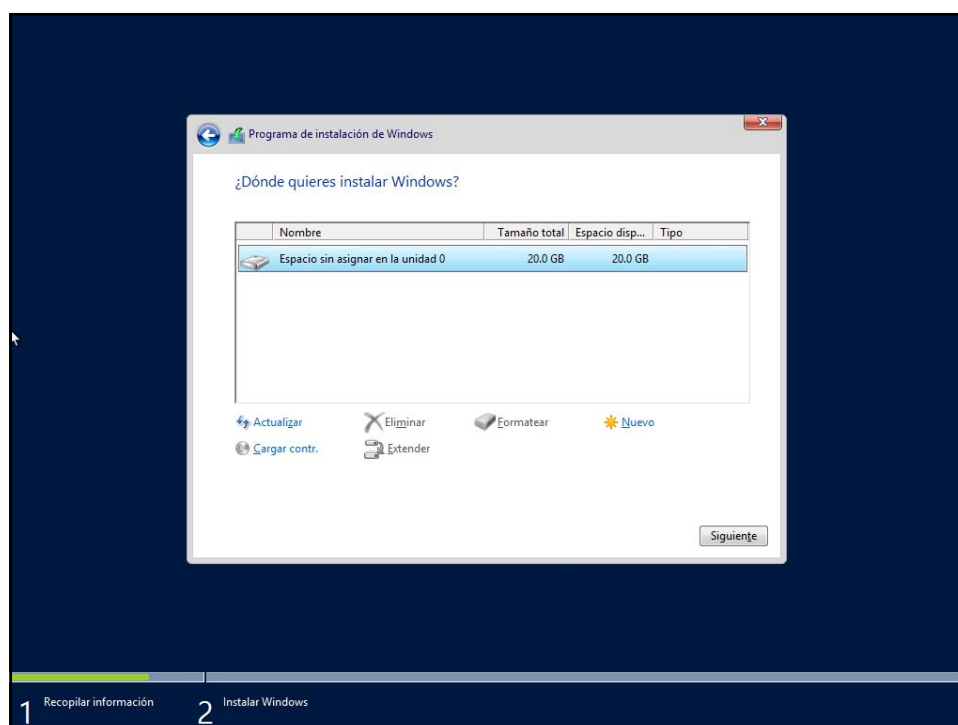 Programa de instalación de Windows
¿Dónde quieres instalar Windows?
Nombre Tamaño total Espacio disp... Tipo
Espacio sin asignar en la unidad 0 20.0 GB 20.0 GB
Actualizar Eliminar Formatear Nuevo
Cargar contr. Extender
Siguiente
1 Recopilar información 2 Instalar Windows